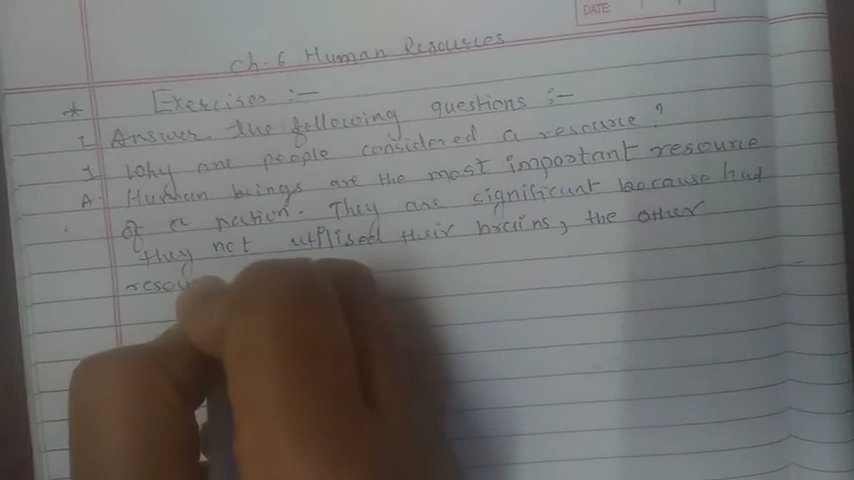 DATE:
Ch: 6 Human Resources
* Exercises :-
I Answer the following questions :-
1. Why are people considered a resource?
A. Human beings are the most important resource
of a nation. They are significant because had
they not utilised their brains, the other
resou